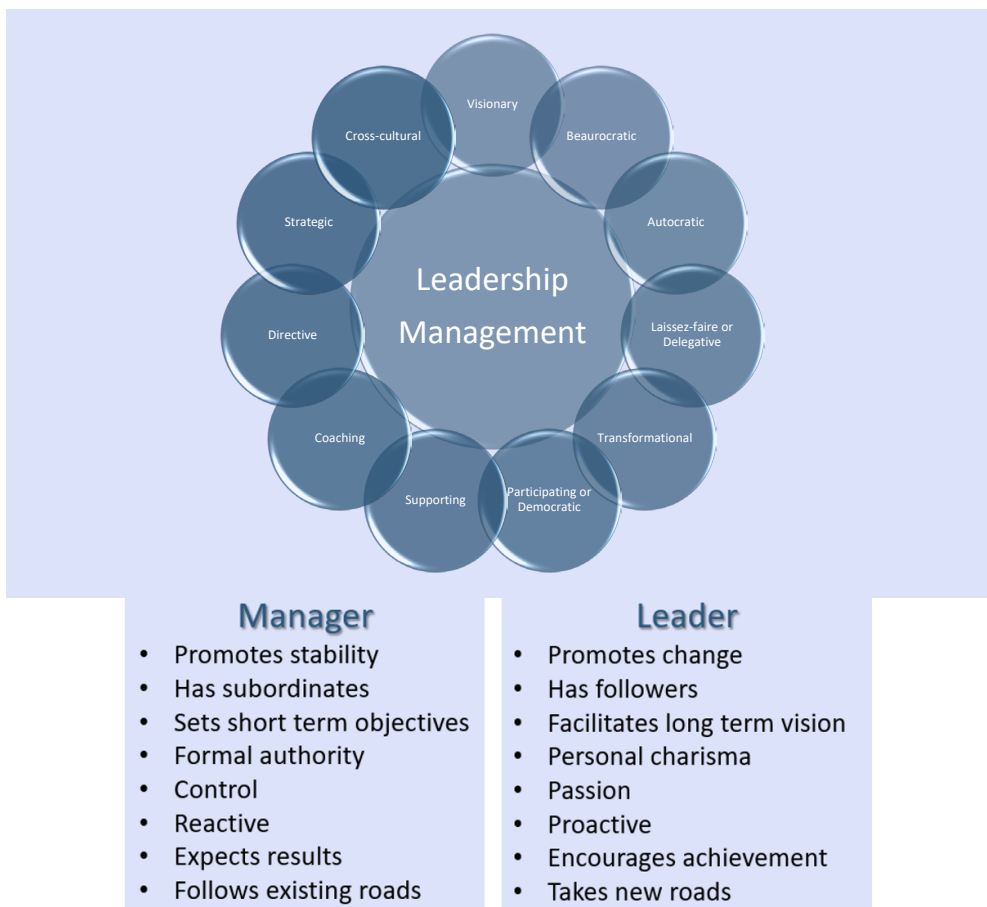 Visionary
Beaurocratic
Autocratic
Laissez-faire or
Delegative
Transformational
Participating or
Democratic
Supporting
Coaching
Directive
Strategic
Cross-cultural
Leadership
Management
Manager
• Promotes stability
• Has subordinates
• Sets short term objectives
• Formal authority
• Control
• Reactive
• Expects results
• Follows existing roads
Leader
• Promotes change
• Has followers
• Facilitates long term vision
• Personal charisma
• Passion
• Proactive
• Encourages achievement
• Takes new roads